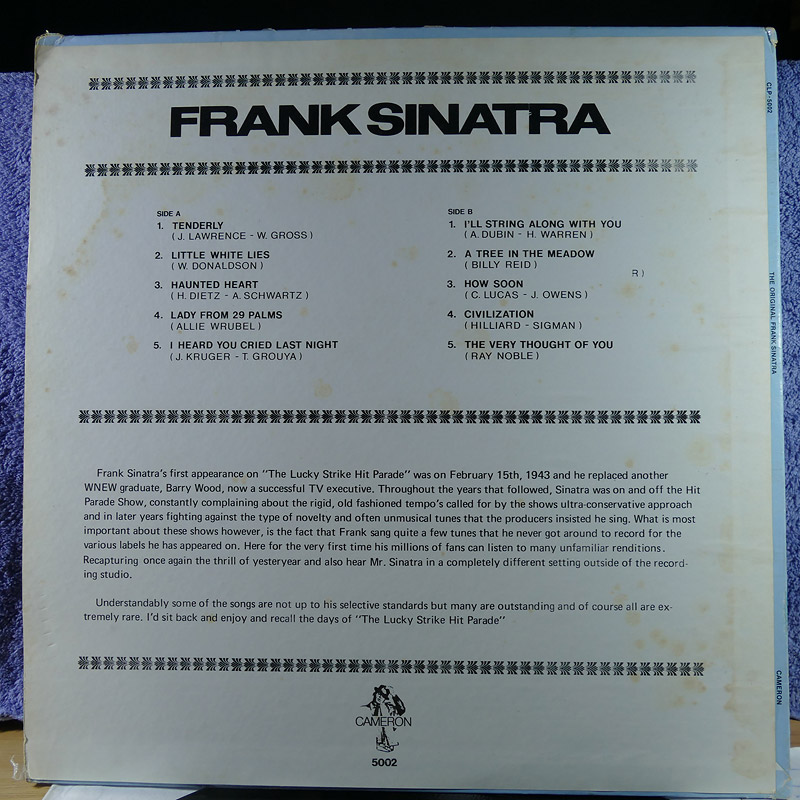 FRANK SINATRA
SIDE A
1. TENDERLY
( J. LAWRENCE - W. GROSS )
2. LITTLE WHITE LIES
( W. DONALDSON )
3. HAUNTED HEART
( H. DIETZ - A. SCHWARTZ )
4. LADY FROM 29 PALMS
( ALLIE WRUBEL )
5. I HEARD YOU CRIED LAST NIGHT
( J. KRUGER - T. GROUYA )
SIDE B
1. I'LL STRING ALONG WITH YOU
( A. DUBIN - H. WARREN )
2. A TREE IN THE MEADOW
( BILLY REID )
R )
3. HOW SOON
( C. LUCAS - J. OWENS )
4. CIVILIZATION
( HILLIARD - SIGMAN )
5. THE VERY THOUGHT OF YOU
( RAY NOBLE )
Frank Sinatra's first appearance on "The Lucky Strike Hit Parade" was on February 15th, 1943 and he replaced another
WNEW graduate, Barry Wood, now a successful TV executive. Throughout the years that followed, Sinatra was on and off the Hit
Parade Show, constantly complaining about the rigid, old fashioned tempo's called for by the shows ultra-conservative approach
and in later years fighting against the type of novelty and often unmusical tunes that the producers insisted he sing. What is most
important about these shows however, is the fact that Frank sang quite a few tunes that he never got around to record for the
various labels he has appeared on. Here for the very first time his millions of fans can listen to many unfamiliar renditions.
Recapturing once again the thrill of yesteryear and also hear Mr. Sinatra in a completely different setting outside of the record-
ing studio.
Understandably some of the songs are not up to his selective standards but many are outstanding and of course all are ex-
tremely rare. I'd sit back and enjoy and recall the days of "The Lucky Strike Hit Parade"
CAMERON
5002
CLP - 5002
THE ORIGINAL FRANK SINATRA
CAMERON